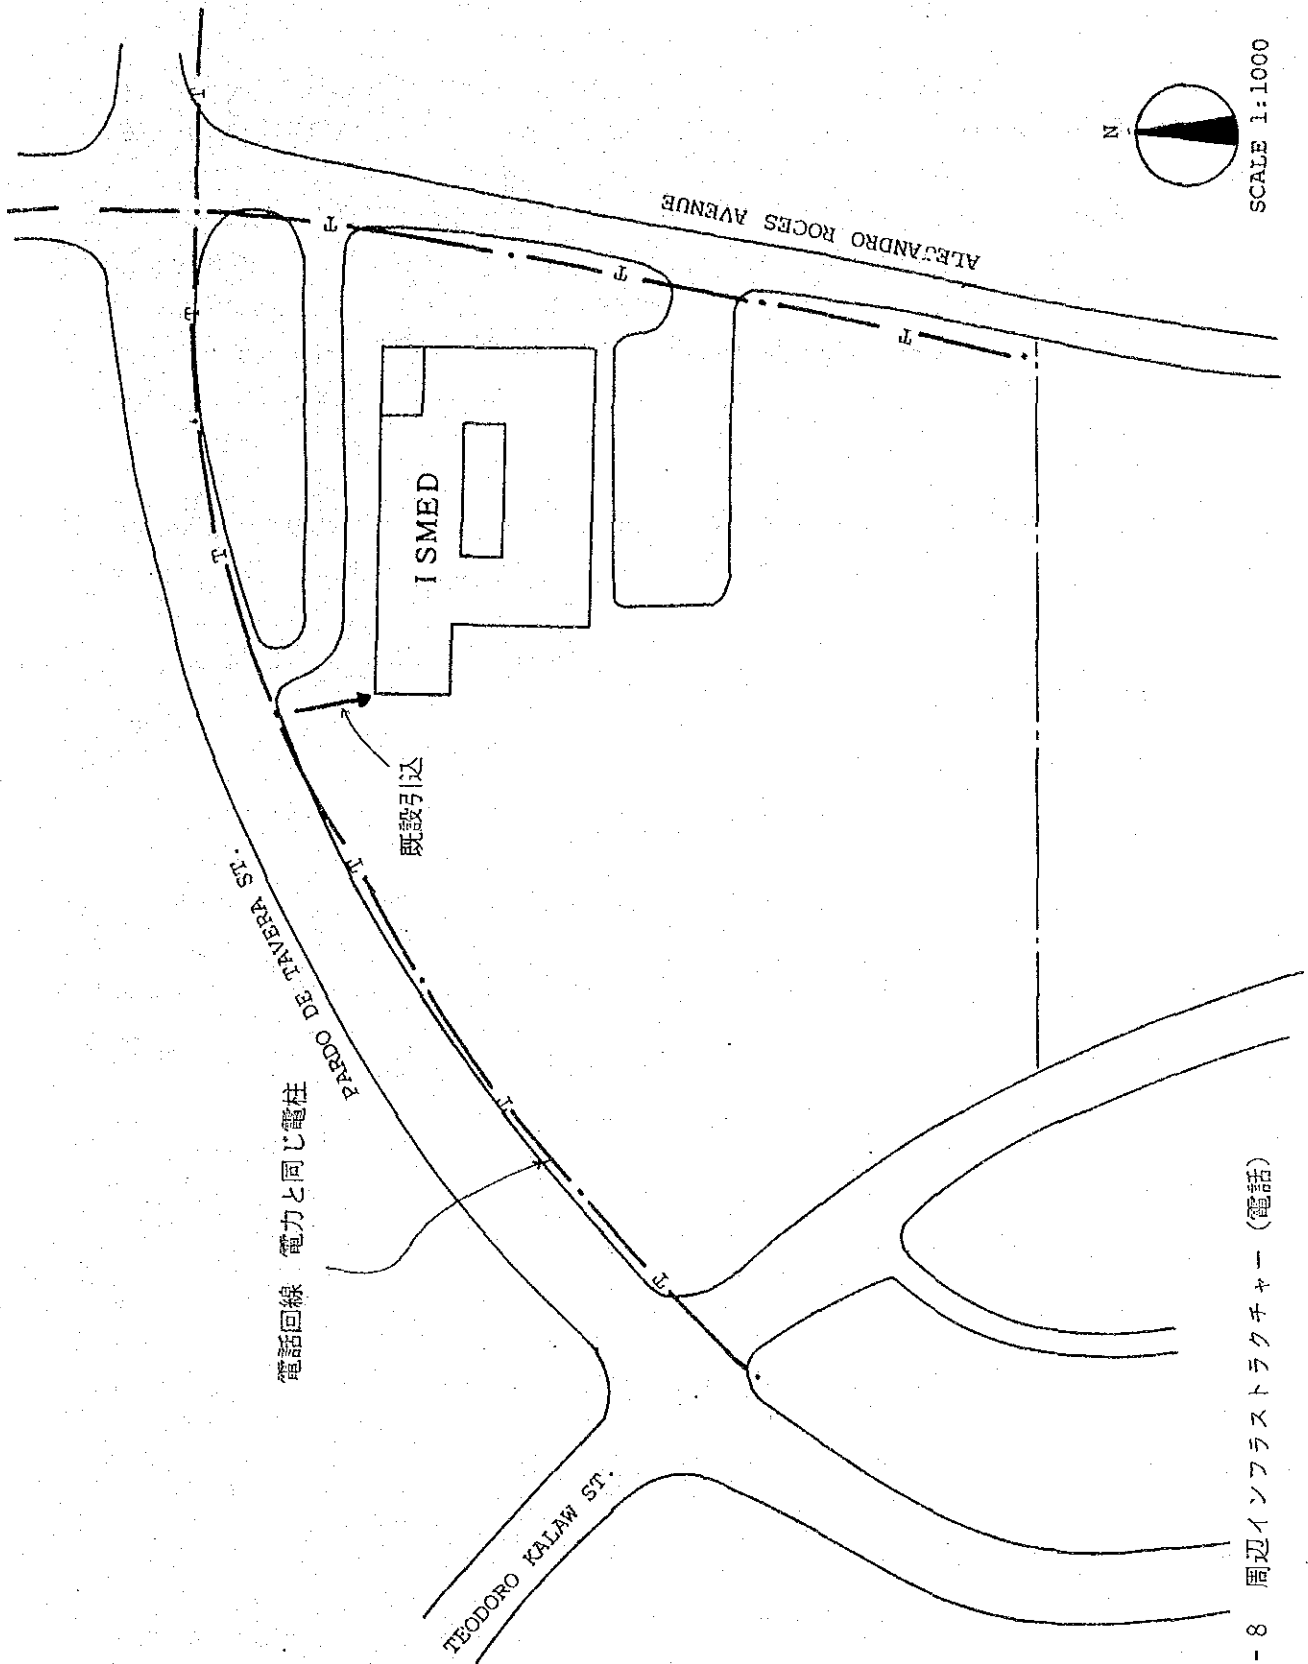 電話回線 電力と同じ電柱
PARDO DE TAVERA ST.
TEODORO KALAW ST.
既設引込
ISMED
ALEJANDRO ROCES AVENUE
T
T
T
T
T
T
T
T
T
T
N
SCALE 1:1000
-8 周辺インフラストラクチャー(電話)